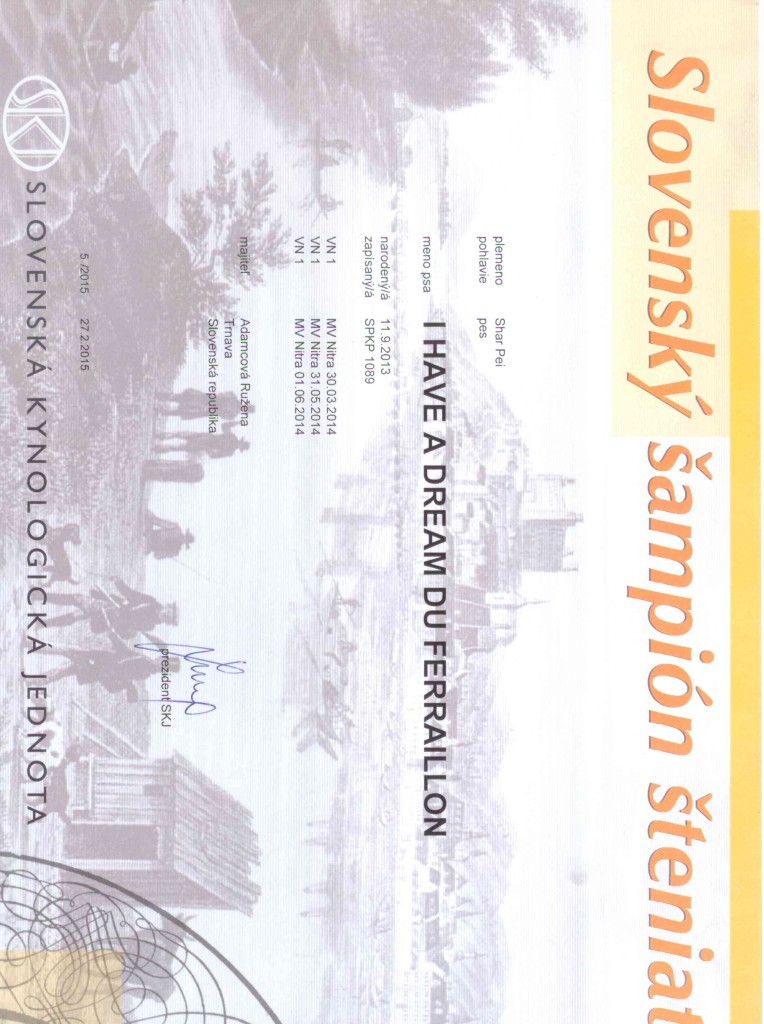 Slovenský šampión šteniat
plemeno Shar Pei
pohlavie pes
meno psa I HAVE A DREAM DU FERRAILLON
narodený/á 11.9.2013
zapísaný/á SPKP 1089
VN 1 MV Nitra 30.03.2014
VN 1 MV Nitra 31.05.2014
VN 1 MV Nitra 01.06.2014
majiteľ Adamcová Ružena
Trnava
Slovenská republika
prezident SKJ
5 /2015 27.2.2015
SKJ SLOVENSKÁ KYNOLOGICKÁ JEDNOTA